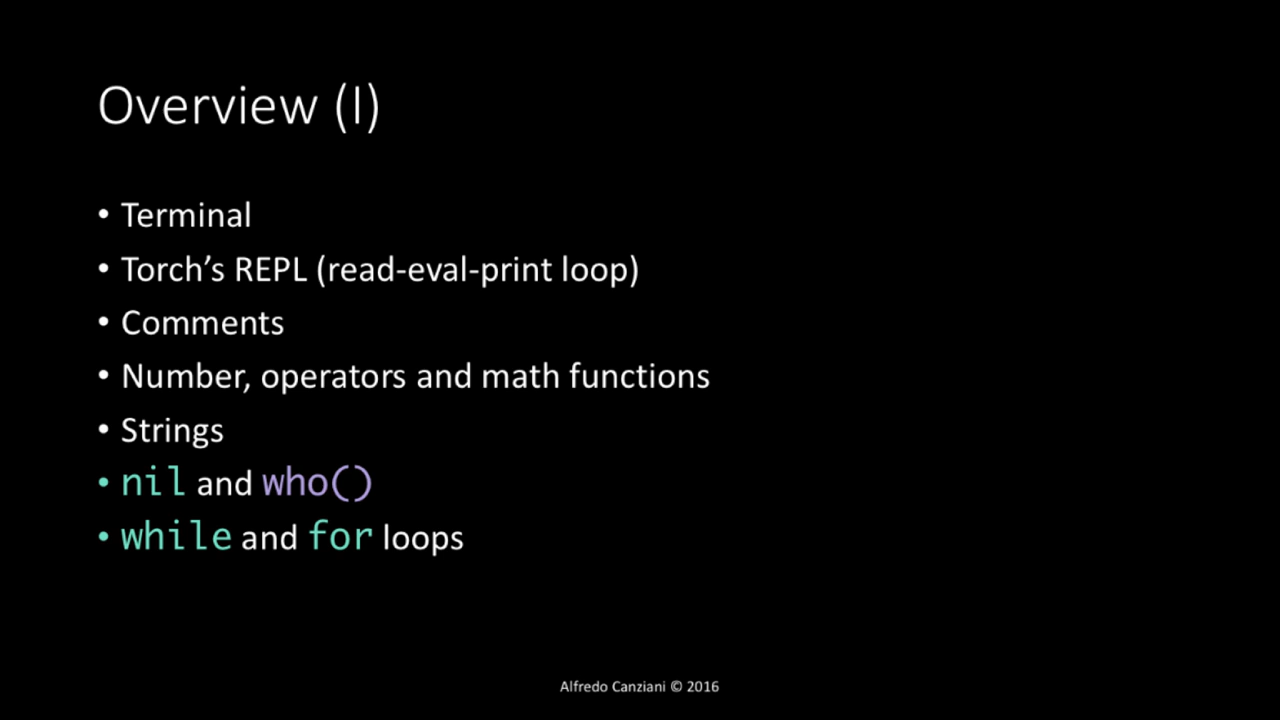 Overview (I)
• Terminal
• Torch’s REPL (read-eval-print loop)
• Comments
• Number, operators and math functions
• Strings
• nil and who()
• while and for loops
Alfredo Canziani © 2016